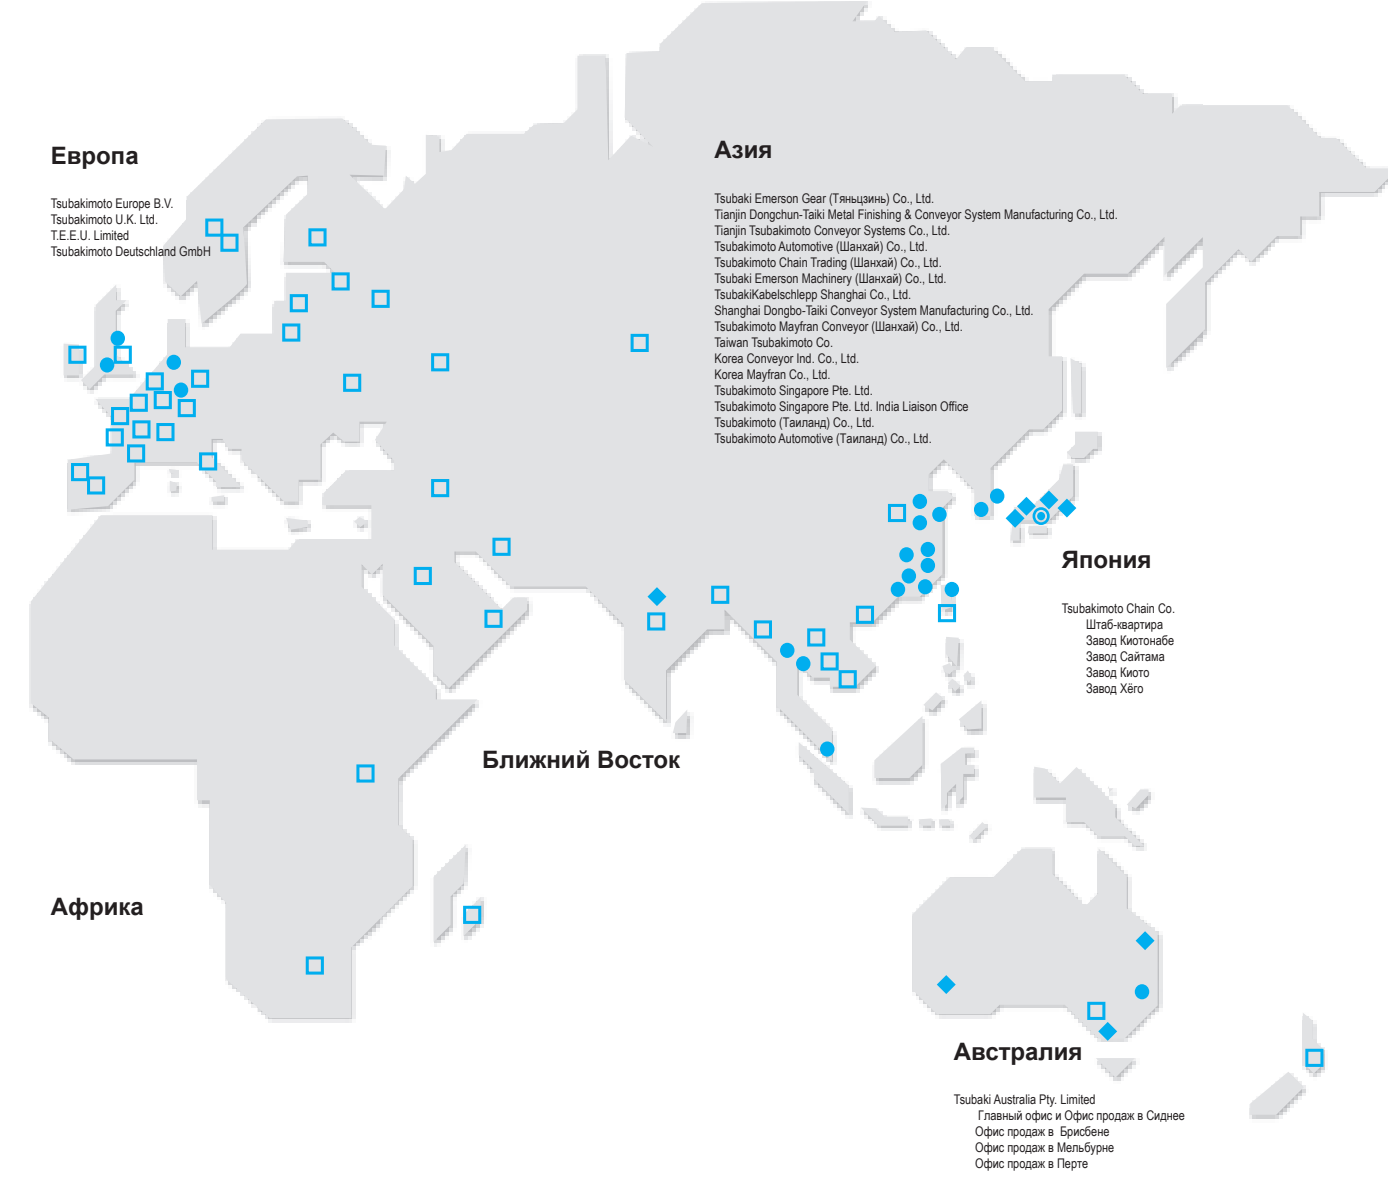 Европа
Tsubakimoto Europe B.V.
Tsubakimoto U.K. Ltd.
T.E.E.U. Limited
Tsubakimoto Deutschland GmbH
Азия
Tsubaki Emerson Gear (Тяньцзинь) Co., Ltd.
Tianjin Dongchun-Taiki Metal Finishing & Conveyor System Manufacturing Co., Ltd.
Tianjin Tsubakimoto Conveyor Systems Co., Ltd.
Tsubakimoto Automotive (Шанхай) Co., Ltd.
Tsubakimoto Chain Trading (Шанхай) Co., Ltd.
Tsubaki Emerson Machinery (Шанхай) Co., Ltd.
TsubakiKabelschlepp Shanghai Co., Ltd.
Shanghai Dongbo-Taiki Conveyor System Manufacturing Co., Ltd.
Tsubakimoto Mayfran Conveyor (Шанхай) Co., Ltd.
Taiwan Tsubakimoto Co.
Korea Conveyor Ind. Co., Ltd.
Korea Mayfran Co., Ltd.
Tsubakimoto Singapore Pte. Ltd.
Tsubakimoto Singapore Pte. Ltd. India Liaison Office
Tsubakimoto (Таиланд) Co., Ltd.
Tsubakimoto Automotive (Таиланд) Co., Ltd.
Япония
Tsubakimoto Chain Co.
Штаб-квартира
Завод Киотонабе
Завод Сайтама
Завод Киото
Завод Хёго
Ближний Восток
Африка
Австралия
Tsubaki Australia Pty. Limited
Главный офис и Офис продаж в Сиднее
Офис продаж в Брисбене
Офис продаж в Мельбурне
Офис продаж в Перте